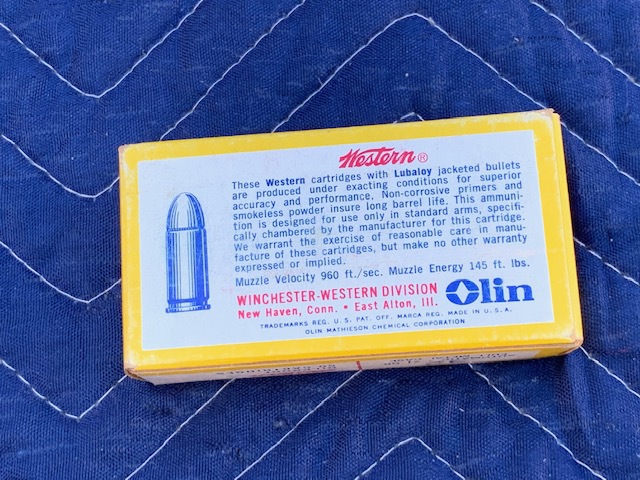 Western®
These Western cartridges with Lubaloy jacketed bullets
are produced under exacting conditions for superior
accuracy and performance. Non-corrosive primers and
smokeless powder insure long barrel life. This ammuni-
tion is designed for use only in standard arms, specifi-
cally chambered by the manufacturer for this cartridge.
We warrant the exercise of reasonable care in manu-
facture of these cartridges, but make no other warranty
expressed or implied.
Muzzle Velocity 960 ft./sec. Muzzle Energy 145 ft. lbs.
WINCHESTER-WESTERN DIVISION
New Haven, Conn. • East Alton, Ill.
Olin
TRADEMARKS REG. U. S. PAT. OFF. MARCA REG. MADE IN U. S. A.
OLIN MATHIESON CHEMICAL CORPORATION